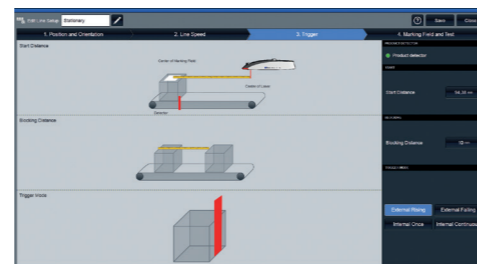 Edit Line Setup Stationary
Save Close
1. Position and Orientation 2. Line Speed 3. Trigger 4. Marking Field and Test
Start Distance
Center of Marking Field
Center of Laser
Detector
Product detector
Start Distance
Blocking Distance
Blocking Distance
Trigger Mode
External Rising External Falling
Internal Once Internal Continuous